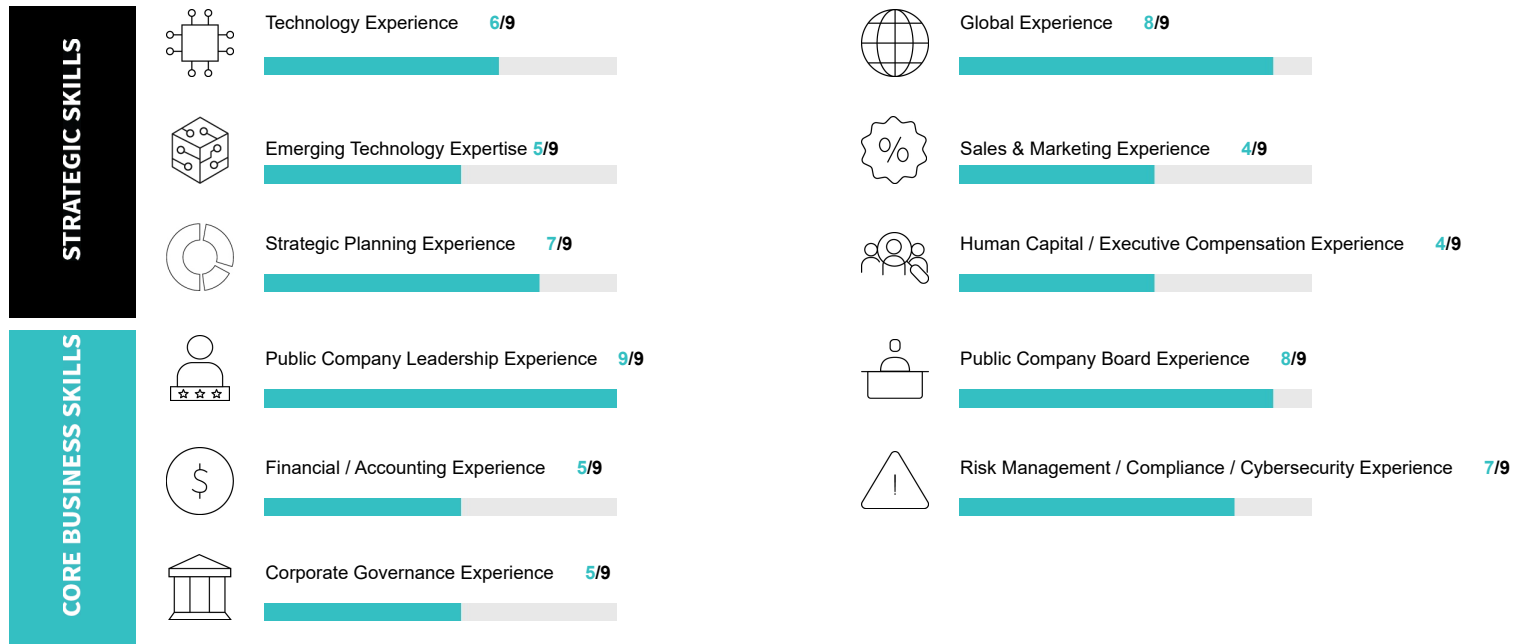 STRATEGIC SKILLS
Technology Experience 6/9
Global Experience 8/9
Emerging Technology Expertise 5/9
Sales & Marketing Experience 4/9
Strategic Planning Experience 7/9
Human Capital / Executive Compensation Experience 4/9
CORE BUSINESS SKILLS
Public Company Leadership Experience 9/9
Public Company Board Experience 8/9
Financial / Accounting Experience 5/9
Risk Management / Compliance / Cybersecurity Experience 7/9
Corporate Governance Experience 5/9